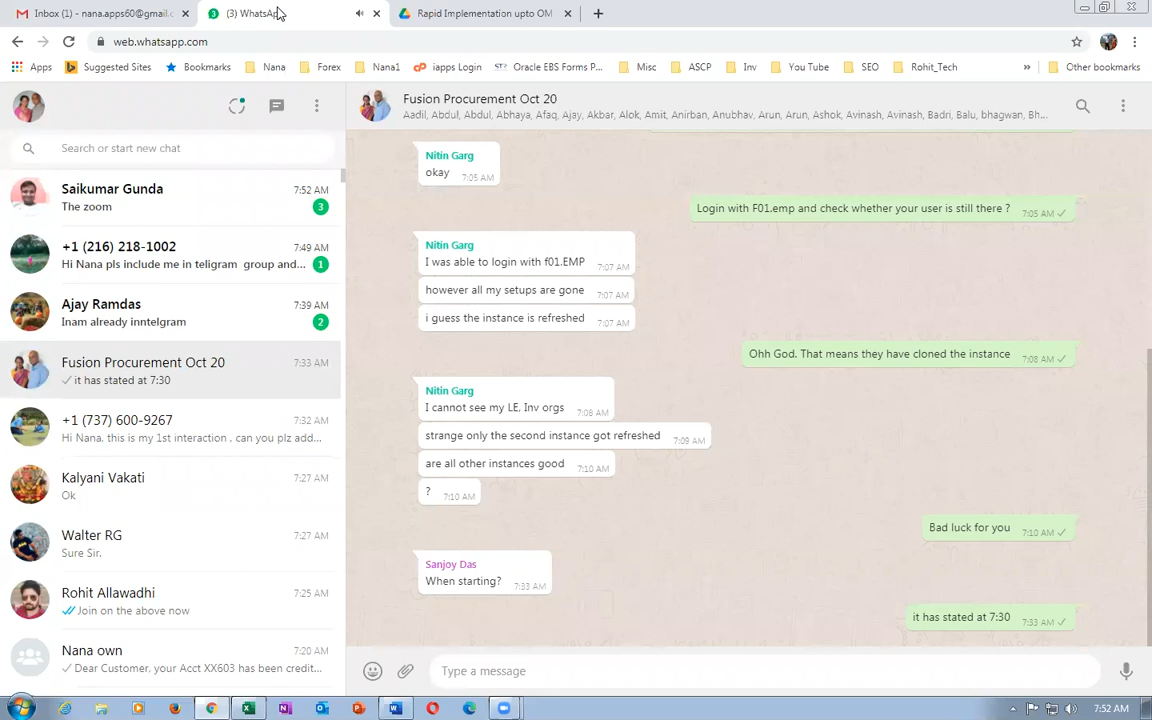 Inbox (1) - nana.apps60@gmail.c
(3) WhatsAp
Rapid Implementation upto OM
web.whatsapp.com
Apps
Suggested Sites
Bookmarks
Nana
Forex
Nana1
iapps Login
Oracle EBS Forms P...
Misc
ASCP
Inv
You Tube
SEO
Rohit_Tech
»
Other bookmarks
Fusion Procurement Oct 20
Aadil, Abdul, Abdul, Abhaya, Afaq, Ajay, Akbar, Alok, Amit, Anirban, Anubhav, Arun, Arun, Ashok, Avinash, Avinash, Badri, Balu, bhagwan, Bh...
Search or start new chat
Saikumar Gunda 7:52 AM
The zoom 3
+1 (216) 218-1002 7:49 AM
Hi Nana pls include me in teligram group and... 1
Ajay Ramdas 7:39 AM
Inam already inntelgram 2
Fusion Procurement Oct 20 7:33 AM
it has stated at 7:30
+1 (737) 600-9267 7:32 AM
Hi Nana. this is my 1st interaction , can you plz add...
Kalyani Vakati 7:27 AM
Ok
Walter RG 7:27 AM
Sure Sir.
Rohit Allawadhi 7:25 AM
Join on the above now
Nana own 7:20 AM
Dear Customer, your Acct XX603 has been credit...
Nitin Garg
okay 7:05 AM
Login with F01.emp and check whether your user is still there ? 7:05 AM
Nitin Garg
I was able to login with f01.EMP 7:07 AM
however all my setups are gone 7:07 AM
i guess the instance is refreshed 7:07 AM
Ohh God. That means they have cloned the instance 7:08 AM
Nitin Garg
I cannot see my LE, Inv orgs 7:08 AM
strange only the second instance got refreshed 7:09 AM
are all other instances good 7:10 AM
? 7:10 AM
Bad luck for you 7:10 AM
Sanjoy Das
When starting? 7:33 AM
it has stated at 7:30 7:33 AM
Type a message
7:52 AM